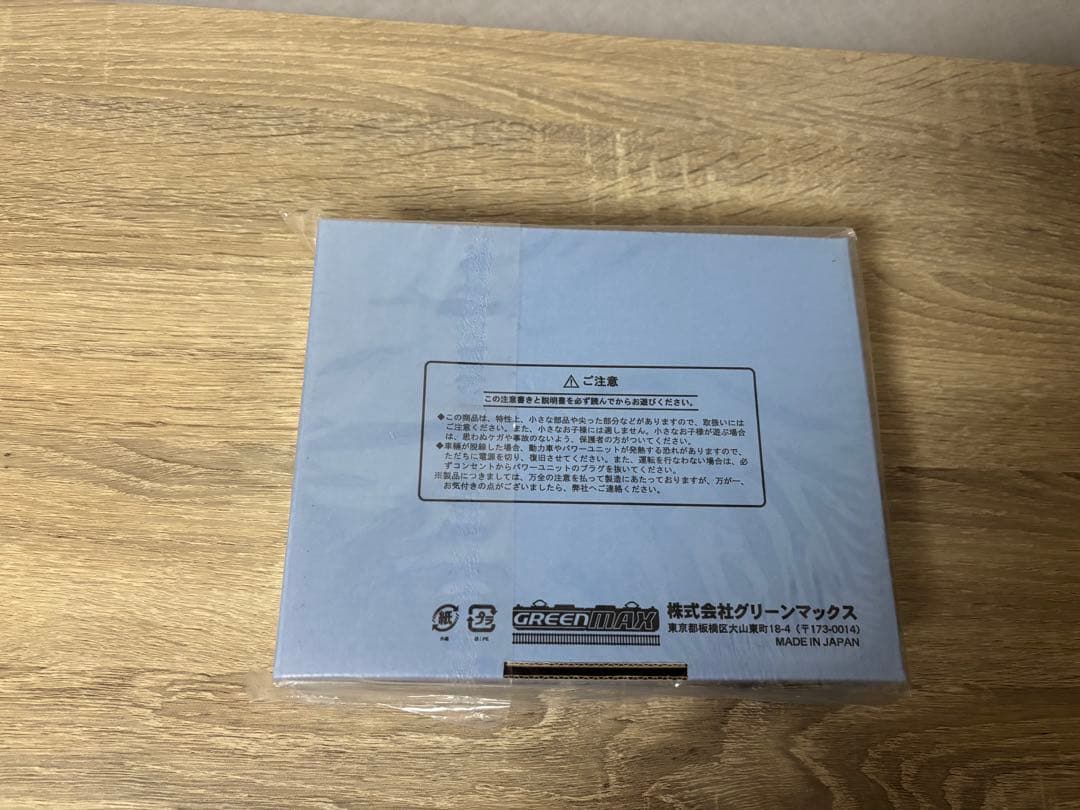 ⚠ご注意
この注意書きと説明書を必ず読んでからお遊びください。
◆この商品は、特性上、小さな部品や尖った部分などがありますので、取扱いには
ご注意ください。また、小さなお子様には適しません。小さなお子様が遊ぶ場合
は、思わぬケガや事故のないよう、保護者の方がついてください。
◆車輛が脱線した場合、動力車やパワーユニットが発熱する恐れがありますので、
ただちに電源を切り、復旧させてください。また、運転を行なわない場合は、必
ずコンセントからパワーユニットのプラグを抜いてください。
※製品につきましては、万全の注意を払って製造にあたっておりますが、万が一、
お気付きの点がございましたら、弊社へご連絡ください。
紙
外箱
プラ
袋:PE
GREENMAX
株式会社グリーンマックス
東京都板橋区大山東町18-4(〒173-0014)
MADE IN JAPAN